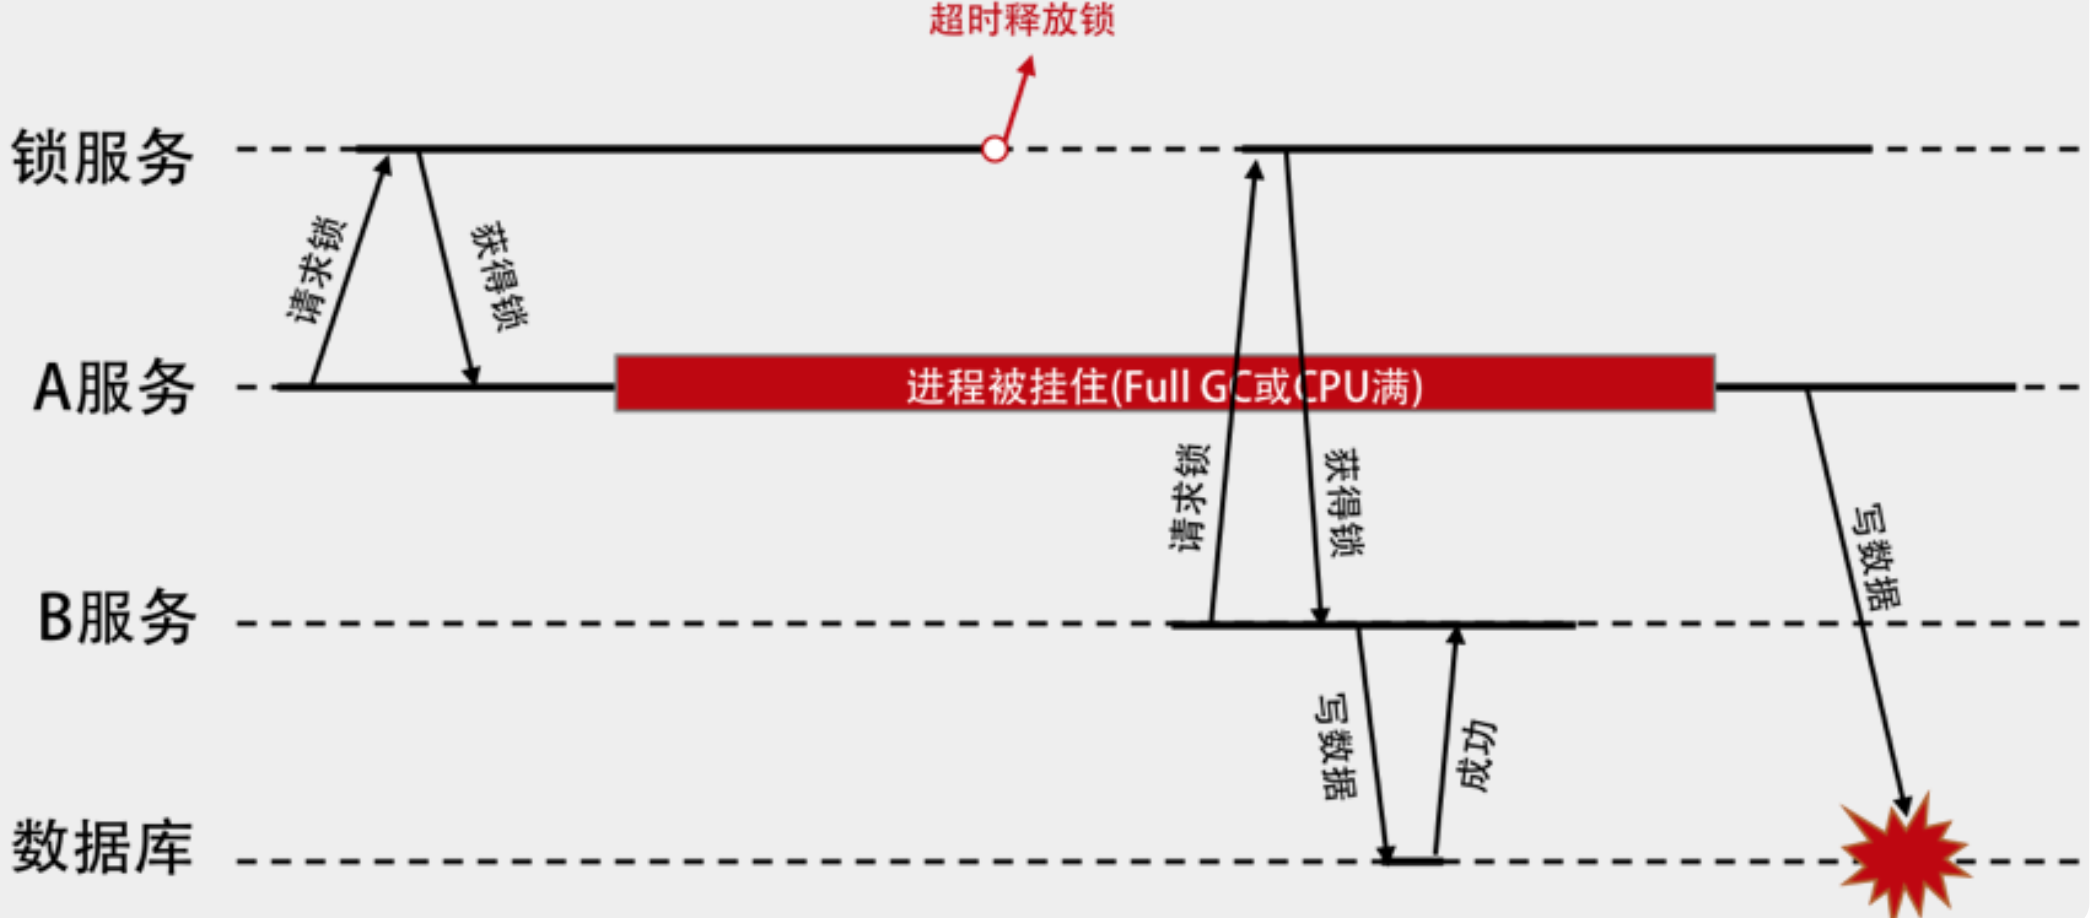 超时释放锁
锁服务
请求锁
获得锁
A服务
进程被挂住(Full GC或CPU满)
请求锁
获得锁
写数据
B服务
写数据
成功
数据库